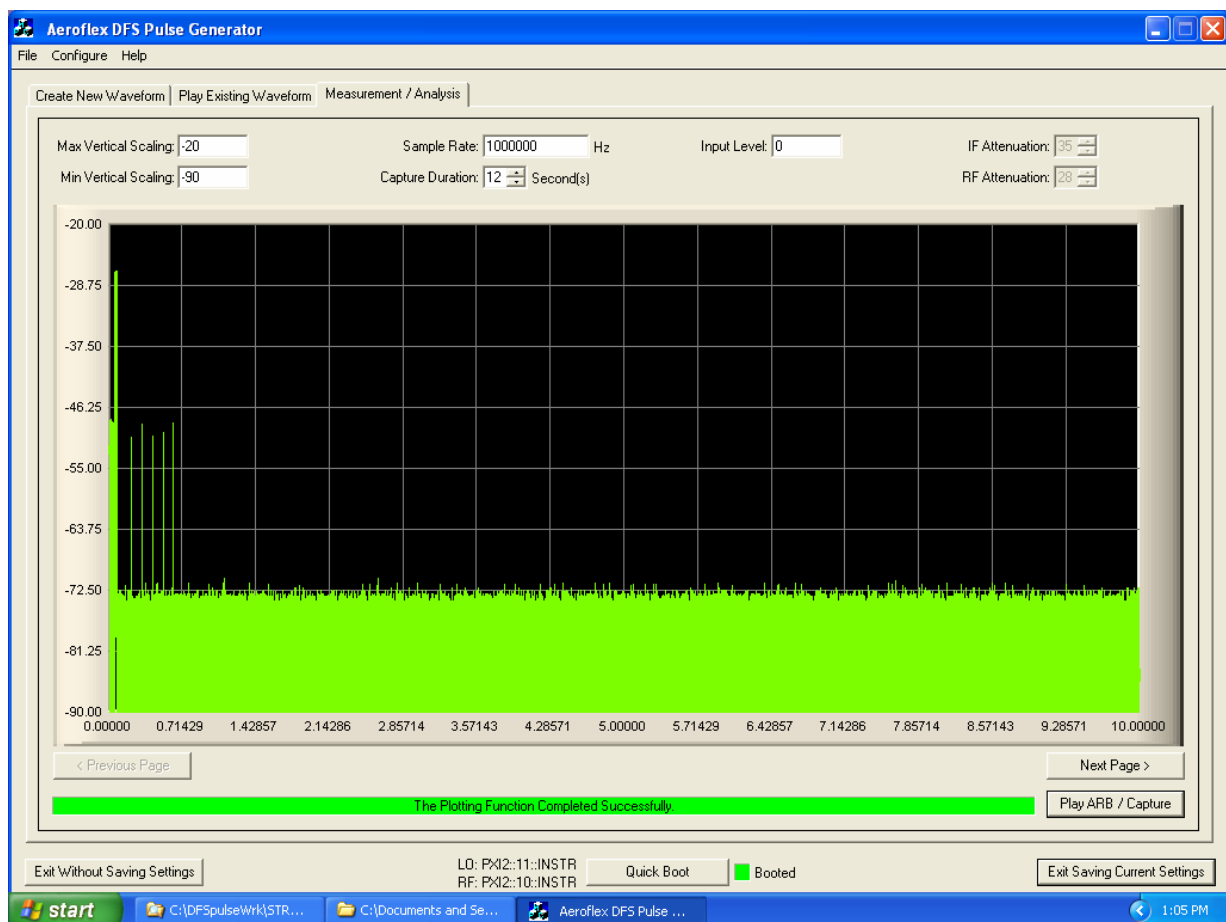 Aeroflex DFS Pulse Generator
File Configure Help
Create New Waveform Play Existing Waveform Measurement / Analysis
Max Vertical Scaling: -20 Sample Rate: 1000000 Hz Input Level: 0 IF Attenuation: 35
Min Vertical Scaling: -90 Capture Duration: 12 Second(s) RF Attenuation: 28
-20.00
-28.75
-37.50
-46.25
-55.00
-63.75
-72.50
-81.25
-90.00
0.00000 0.71429 1.42857 2.14286 2.85714 3.57143 4.28571 5.00000 5.71429 6.42857 7.14286 7.85714 8.57143 9.28571 10.00000
< Previous Page Next Page >
The Plotting Function Completed Successfully. Play ARB / Capture
Exit Without Saving Settings LO: PXI2::11::INSTR Quick Boot Booted Exit Saving Current Settings
RF: PXI2::10::INSTR
start C:\DFSpulseWrk\STR... C:\Documents and Se... Aeroflex DFS Pulse ... 1:05 PM